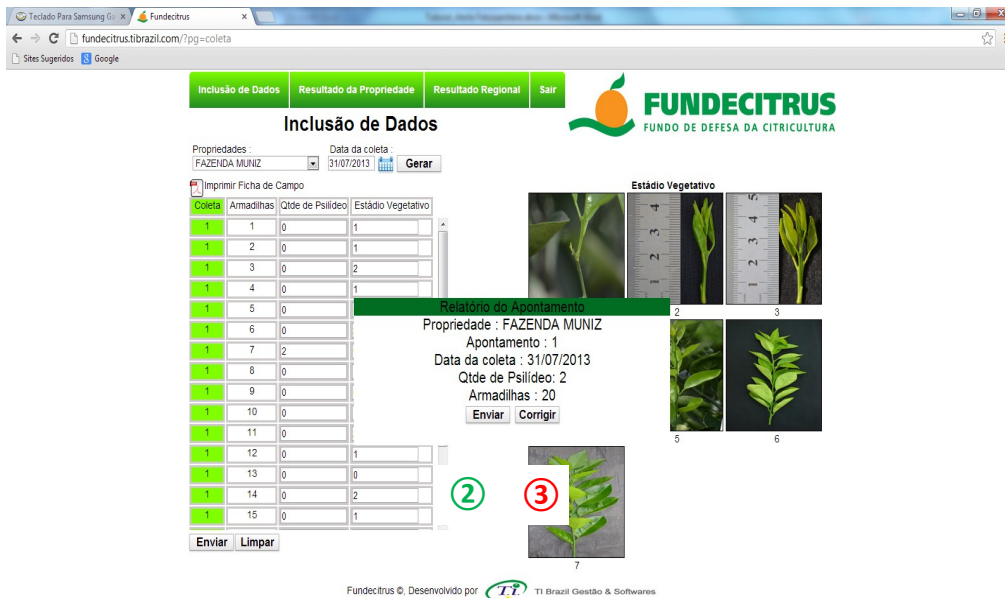 Teclado Para Samsung Ga
Fundecitrus
fundecitrus.tibrazil.com/?pg=coleta
Sites Sugeridos
Google
Inclusão de Dados
Resultado da Propriedade
Resultado Regional
Sair
FUNDECITRUS
FUNDO DE DEFESA DA CITRICULTURA
Inclusão de Dados
Propriedades :
Data da coleta :
FAZENDA MUNIZ
31/07/2013
Gerar
Imprimir Ficha de Campo
Estádio Vegetativo
Coleta Armadilhas Qtde de Psilídeo Estádio Vegetativo
1 1 0 1
1 2 0 1
1 3 0 2
1 4 0 1
1 5 0
1 6 0
1 7 2
1 8 0
1 9 0
1 10 0
1 11 0
1 12 0 1
1 13 0 0
1 14 0 2
1 15 0 1
Relatório do Apontamento
Propriedade : FAZENDA MUNIZ
Apontamento : 1
Data da coleta : 31/07/2013
Qtde de Psilídeo: 2
Armadilhas : 20
Enviar Corrigir
1 2 3 4
1 2 3 4 5
2
3
5
6
② ③
7
Enviar Limpar
Fundecitrus ©, Desenvolvido por
T.I.
TI Brazil Gestão & Softwares